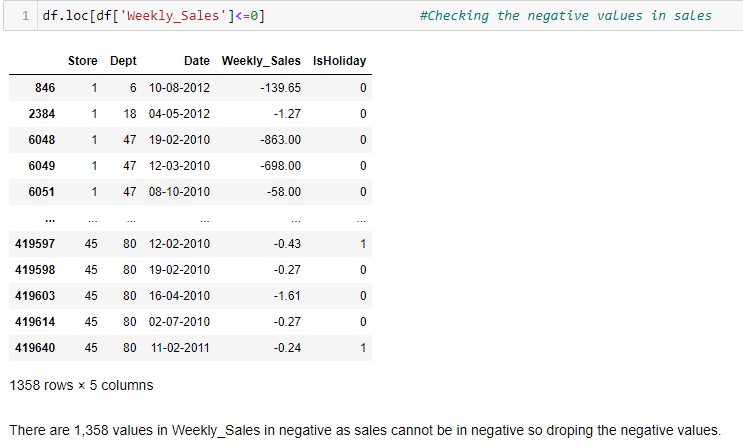 1 df.loc[df['Weekly_Sales']<=0] #Checking the negative values in sales
Store Dept Date Weekly_Sales IsHoliday
846 1 6 10-08-2012 -139.65 0
2384 1 18 04-05-2012 -1.27 0
6048 1 47 19-02-2010 -863.00 0
6049 1 47 12-03-2010 -698.00 0
6051 1 47 08-10-2010 -58.00 0
... ... ... ... ... ...
419597 45 80 12-02-2010 -0.43 1
419598 45 80 19-02-2010 -0.27 0
419603 45 80 16-04-2010 -1.61 0
419614 45 80 02-07-2010 -0.27 0
419640 45 80 11-02-2011 -0.24 1
1358 rows × 5 columns
There are 1,358 values in Weekly_Sales in negative as sales cannot be in negative so droping the negative values.